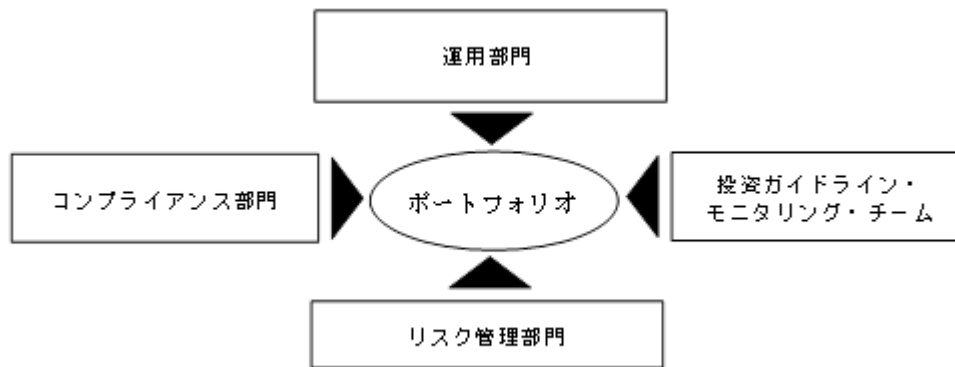 運用部門
コンプライアンス部門
ポートフォリオ
投資ガイドライン・
モニタリング・チーム
リスク管理部門